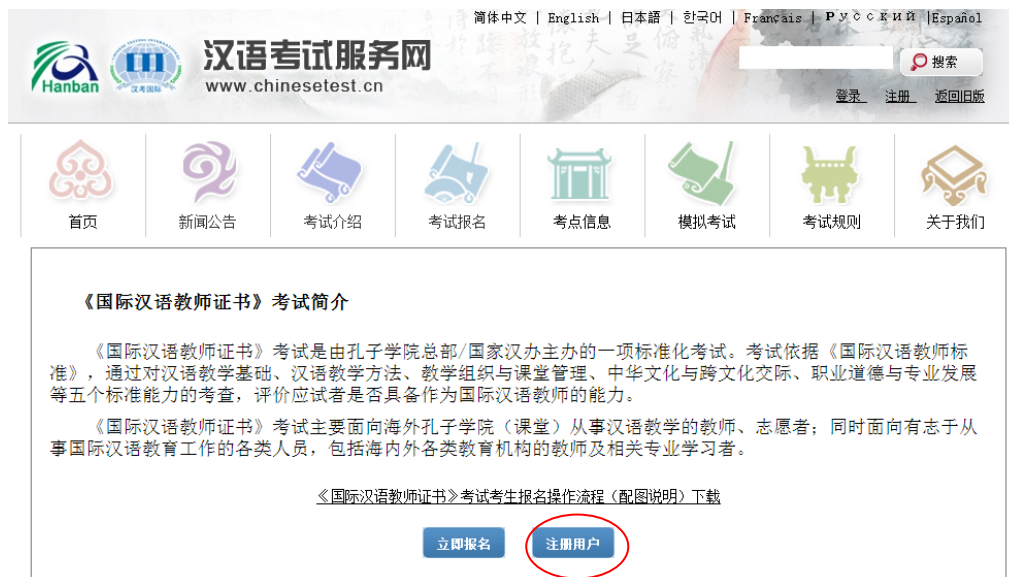 简体中文 | English | 日本語 | 한국어 | Français | Русский |Español
Hanban
汉考国际
汉语考试服务网
www.chinesetest.cn
搜索
登录 注册 返回旧版
首页 新闻公告 考试介绍 考试报名 考点信息 模拟考试 考试规则 关于我们
《国际汉语教师证书》考试简介
《国际汉语教师证书》考试是由孔子学院总部/国家汉办主办的一项标准化考试。考试依据《国际汉语教师标
准》，通过对汉语教学基础、汉语教学方法、教学组织与课堂管理、中华文化与跨文化交际、职业道德与专业发展
等五个标准能力的考查，评价应试者是否具备作为国际汉语教师的能力。
《国际汉语教师证书》考试主要面向海外孔子学院（课堂）从事汉语教学的教师、志愿者；同时面向有志于从
事国际汉语教育工作的各类人员，包括海内外各类教育机构的教师及相关专业学习者。
《国际汉语教师证书》考试考生报名操作流程（配图说明）下载
立即报名 注册用户